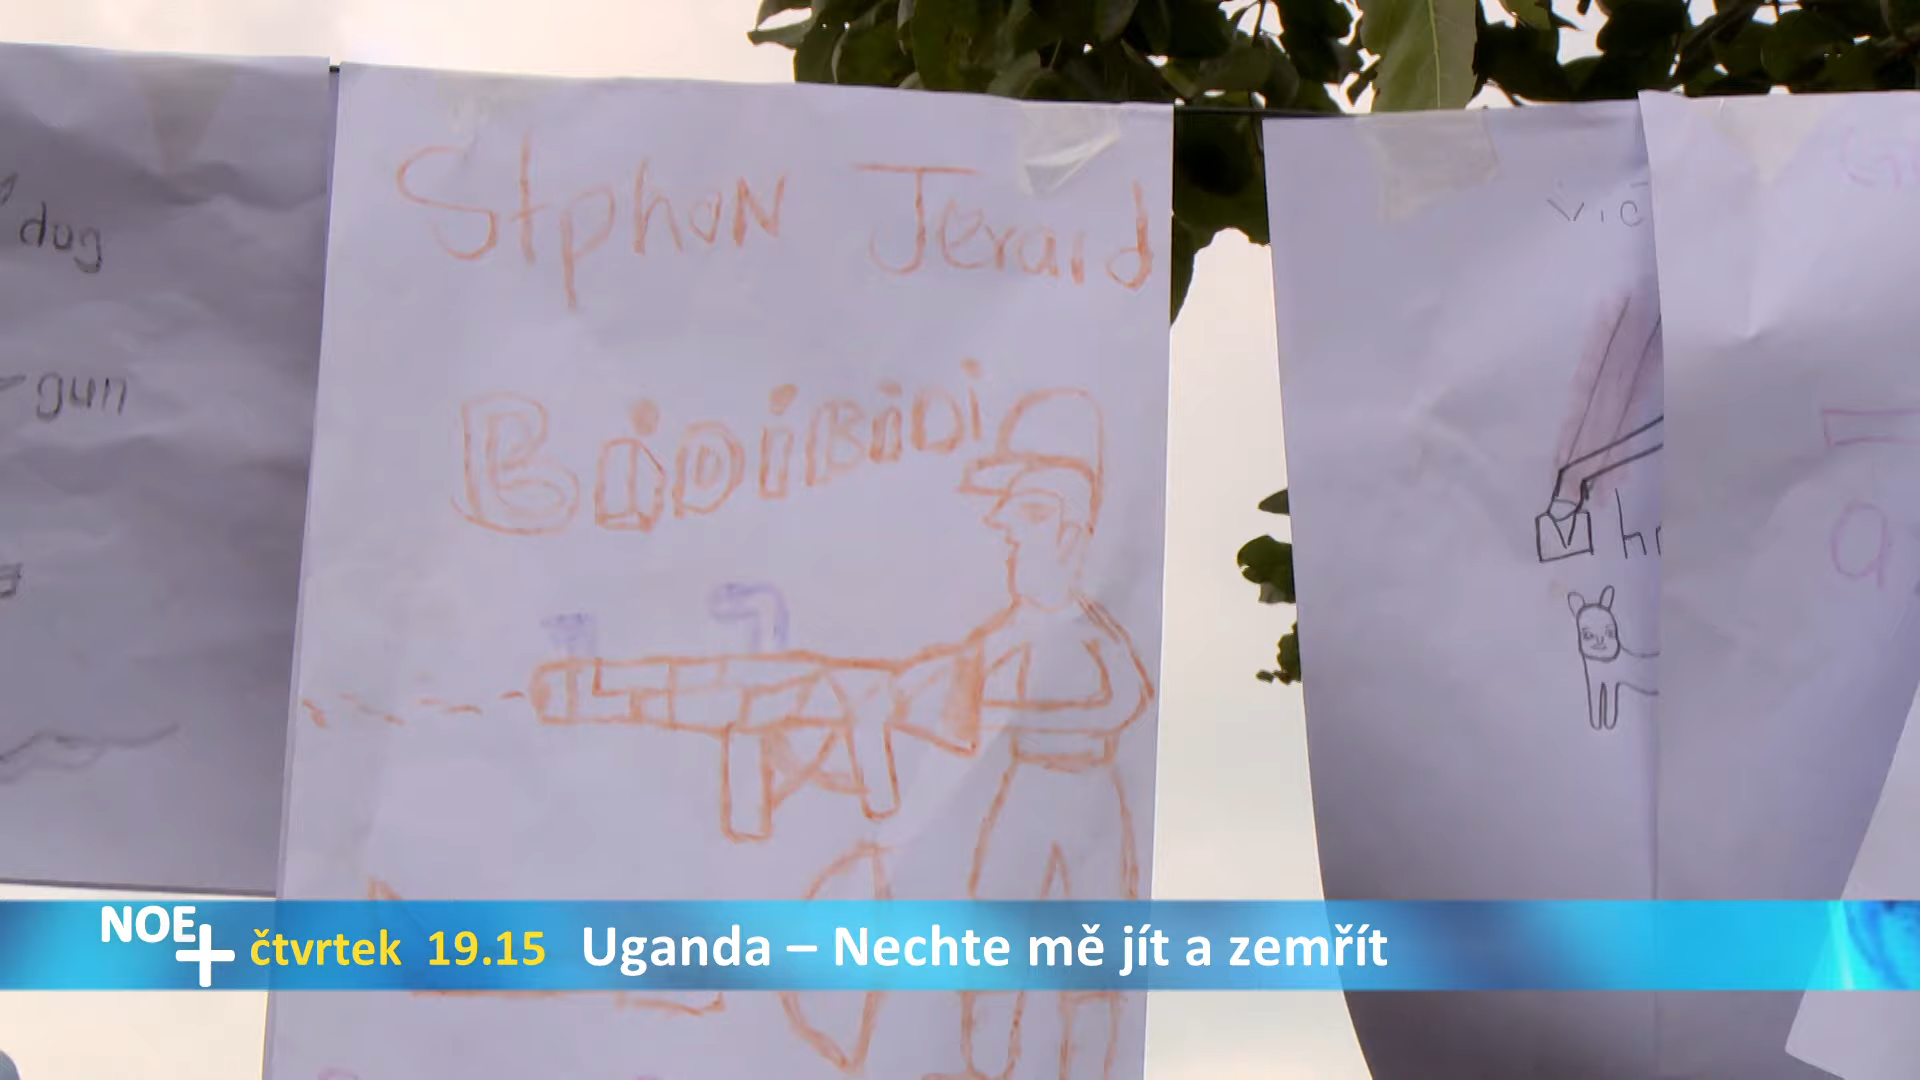 dog
gun
Stphon Jerard
BiDiBiDi
NOE+ čtvrtek 19.15 Uganda – Nechte mě jít a zemřít